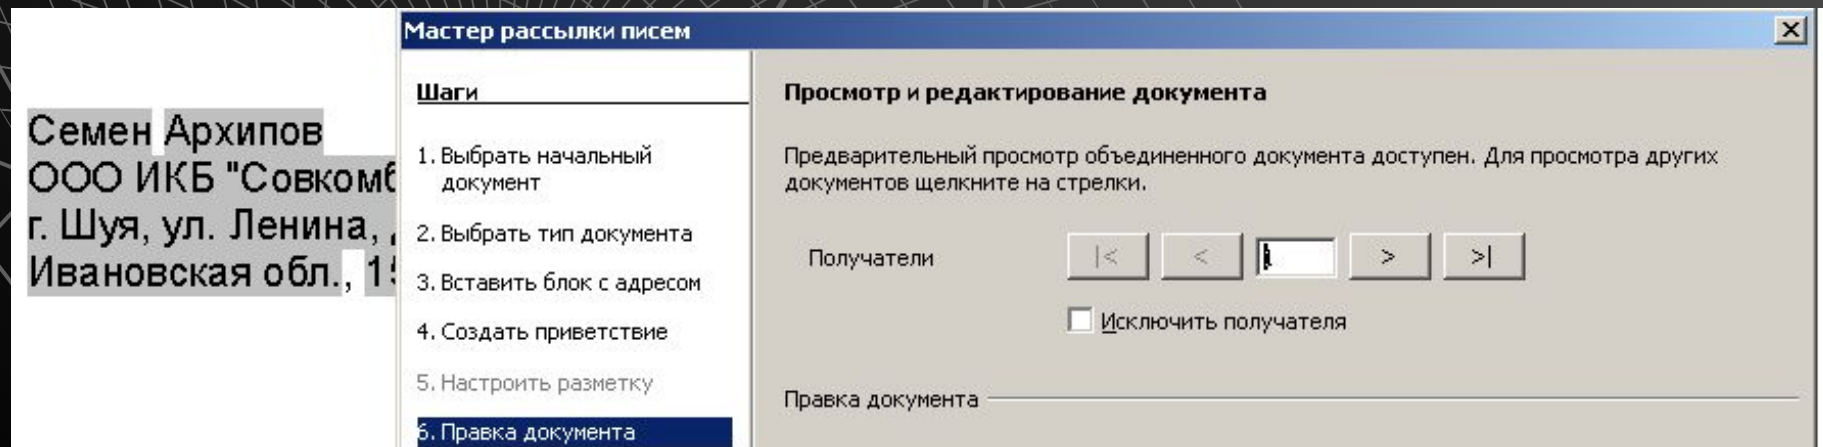 Семен Архипов
ООО ИКБ "Совкомб
г. Шуя, ул. Ленина,
Ивановская обл., 15
Мастер рассылки писем
Шаги
1. Выбрать начальный
документ
2. Выбрать тип документа
3. Вставить блок с адресом
4. Создать приветствие
5. Настроить разметку
6. Правка документа
Просмотр и редактирование документа
Предварительный просмотр объединенного документа доступен. Для просмотра других
документов щелкните на стрелки.
Получатели |< < > >|
Исключить получателя
Правка документа